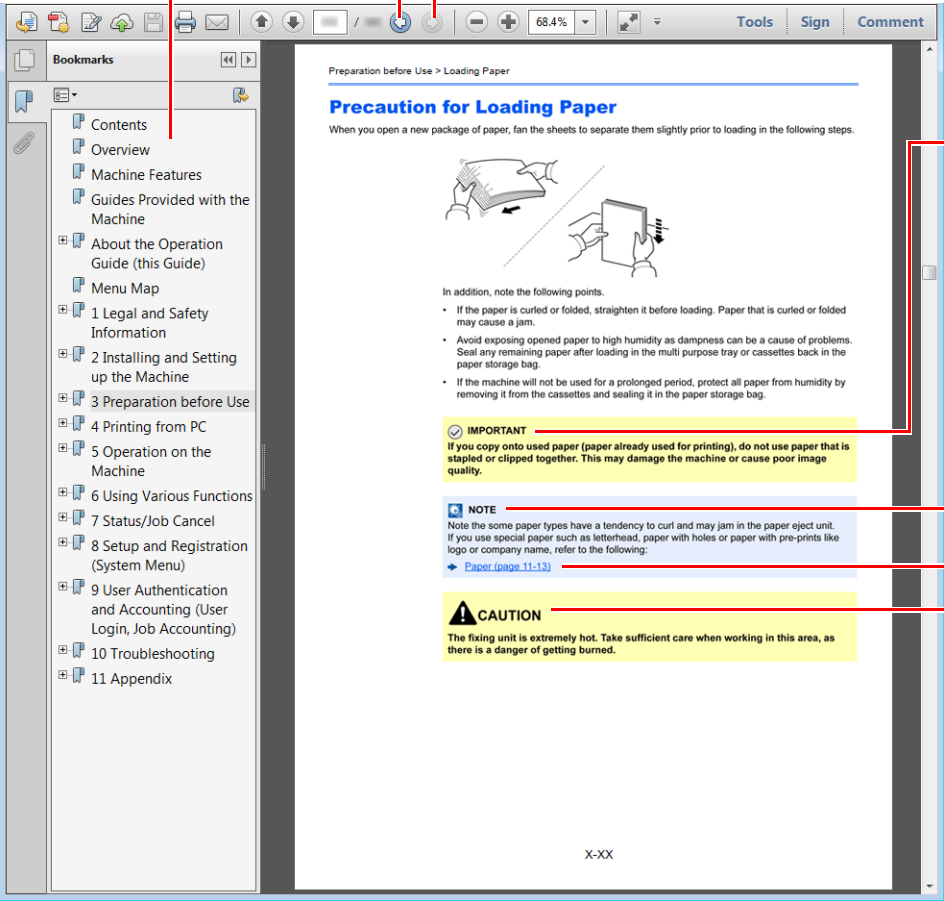 /
68.4%
Tools
Sign
Comment
Bookmarks
Contents
Overview
Machine Features
Guides Provided with the
Machine
About the Operation
Guide (this Guide)
Menu Map
1 Legal and Safety
Information
2 Installing and Setting
up the Machine
3 Preparation before Use
4 Printing from PC
5 Operation on the
Machine
6 Using Various Functions
7 Status/Job Cancel
8 Setup and Registration
(System Menu)
9 User Authentication
and Accounting (User
Login, Job Accounting)
10 Troubleshooting
11 Appendix
Preparation before Use > Loading Paper
Precaution for Loading Paper
When you open a new package of paper, fan the sheets to separate them slightly prior to loading in the following steps.
In addition, note the following points.
• If the paper is curled or folded, straighten it before loading. Paper that is curled or folded
may cause a jam.
• Avoid exposing opened paper to high humidity as dampness can be a cause of problems.
Seal any remaining paper after loading in the multi purpose tray or cassettes back in the
paper storage bag.
• If the machine will not be used for a prolonged period, protect all paper from humidity by
removing it from the cassettes and sealing it in the paper storage bag.
IMPORTANT
If you copy onto used paper (paper already used for printing), do not use paper that is
stapled or clipped together. This may damage the machine or cause poor image
quality.
NOTE
Note the some paper types have a tendency to curl and may jam in the paper eject unit.
If you use special paper such as letterhead, paper with holes or paper with pre-prints like
logo or company name, refer to the following:
Paper (page 11-13)
CAUTION
The fixing unit is extremely hot. Take sufficient care when working in this area, as
there is a danger of getting burned.
X-XX